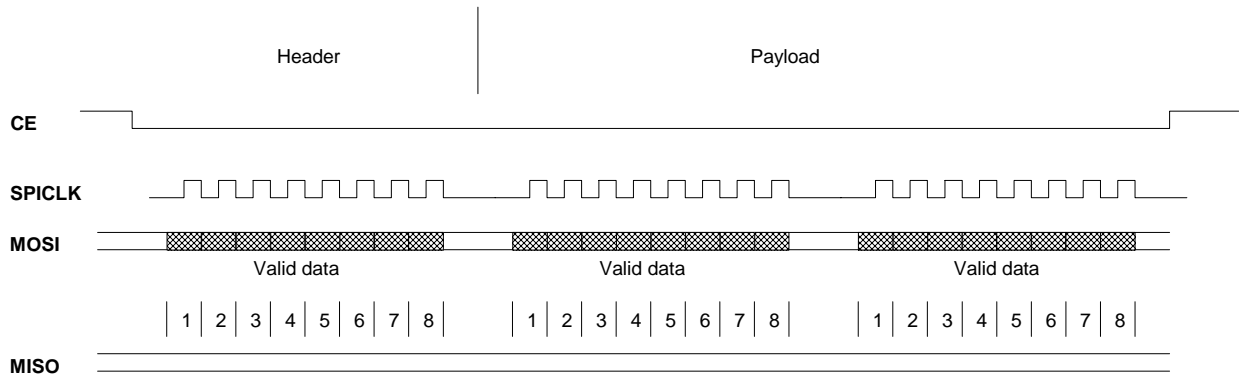 Header Payload
CE
SPICLK
MOSI
Valid data Valid data Valid data
1 2 3 4 5 6 7 8 1 2 3 4 5 6 7 8 1 2 3 4 5 6 7 8
MISO